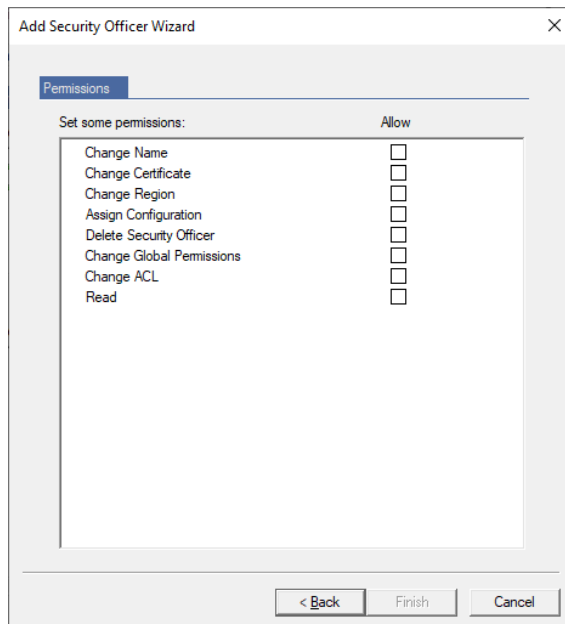 Add Security Officer Wizard
Permissions
Set some permissions: Allow
Change Name
Change Certificate
Change Region
Assign Configuration
Delete Security Officer
Change Global Permissions
Change ACL
Read
< Back Finish Cancel